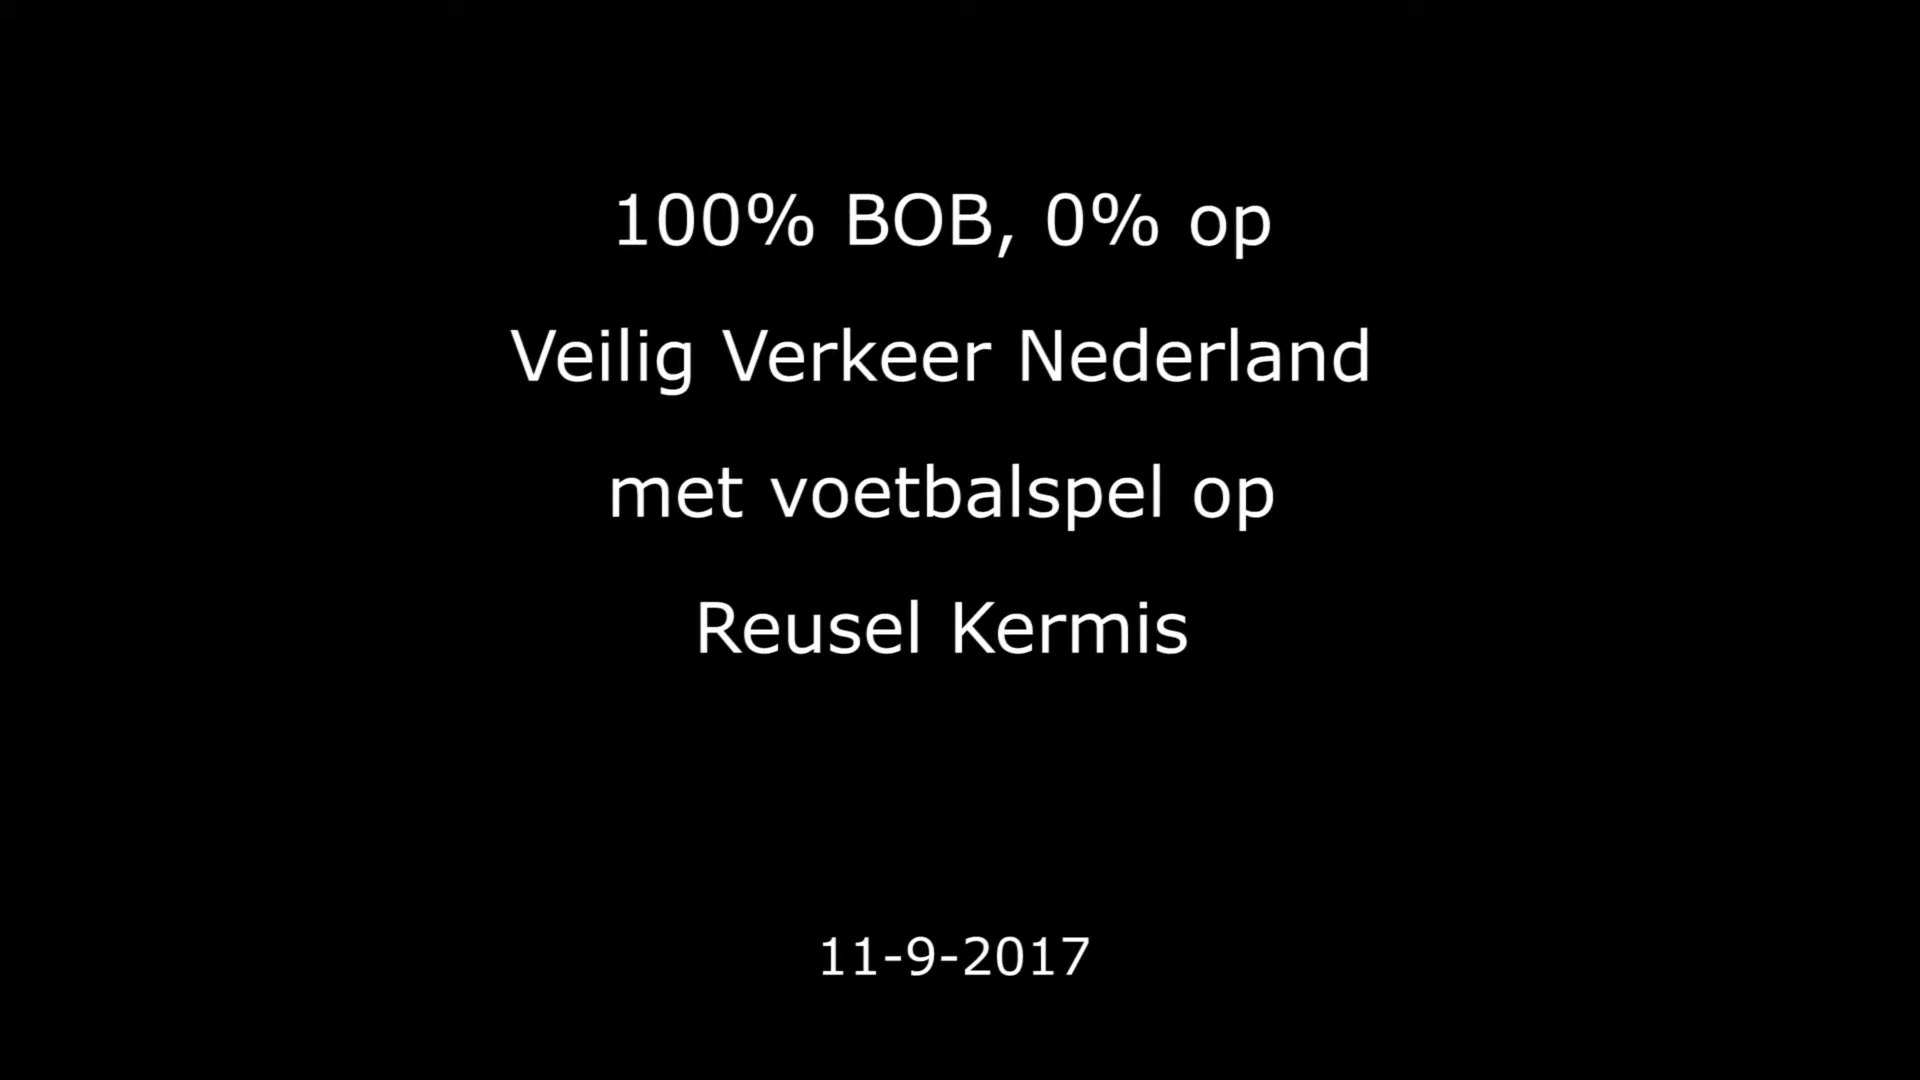 100% BOB, 0% op
Veilig Verkeer Nederland
met voetbalspel op
Reusel Kermis
11-9-2017